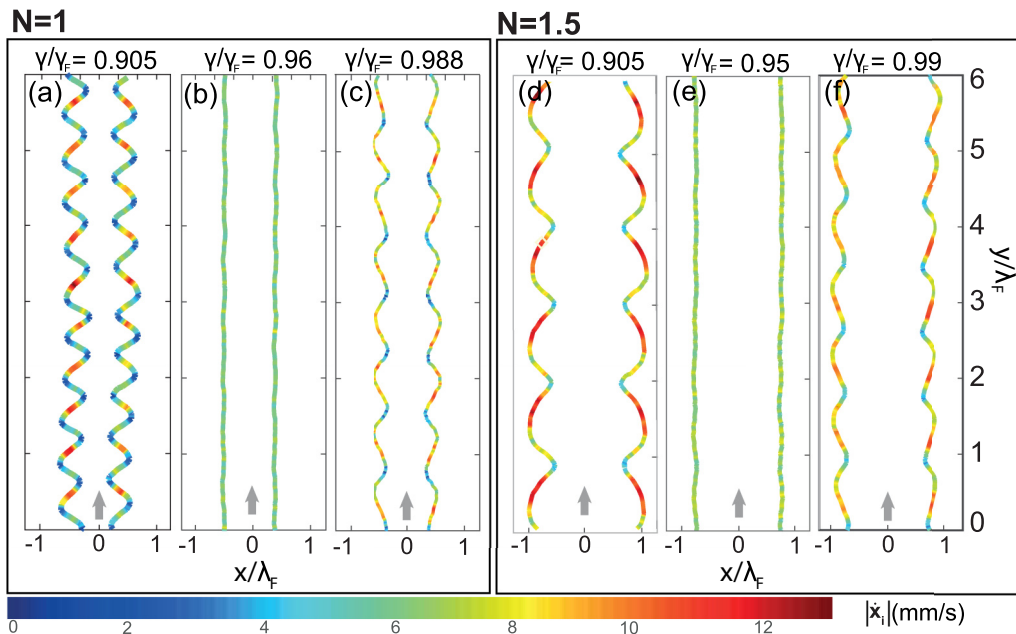 N=1
N=1.5
γ/γF = 0.905
γ/γF = 0.96
γ/γF = 0.988
γ/γF = 0.905
γ/γF = 0.95
γ/γF = 0.99
(a)
(b)
(c)
(d)
(e)
(f)
6
5
4
3
2
1
0
y/λF
-1 0 1
-1 0 1
-1 0 1
-1 0 1
-1 0 1
-1 0 1
x/λF
x/λF
0 2 4 6 8 10 12
|ẋi|(mm/s)